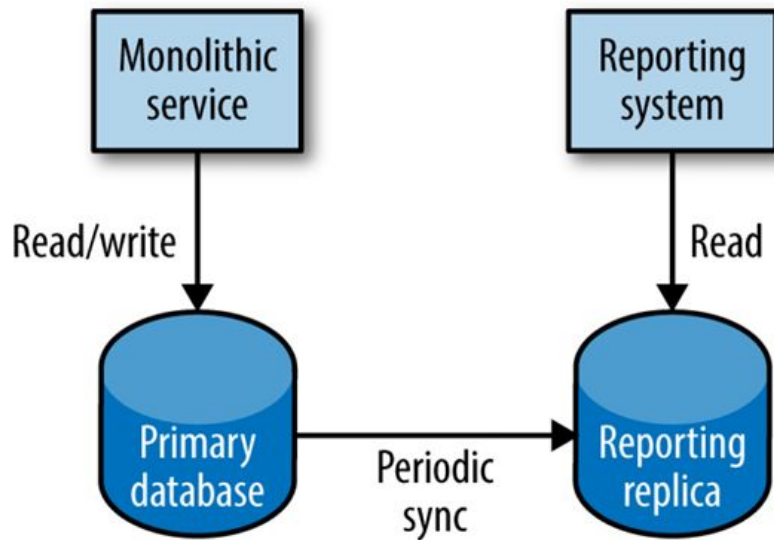 Monolithic
service
Reporting
system
Read/write
Read
Primary
database
Periodic
sync
Reporting
replica